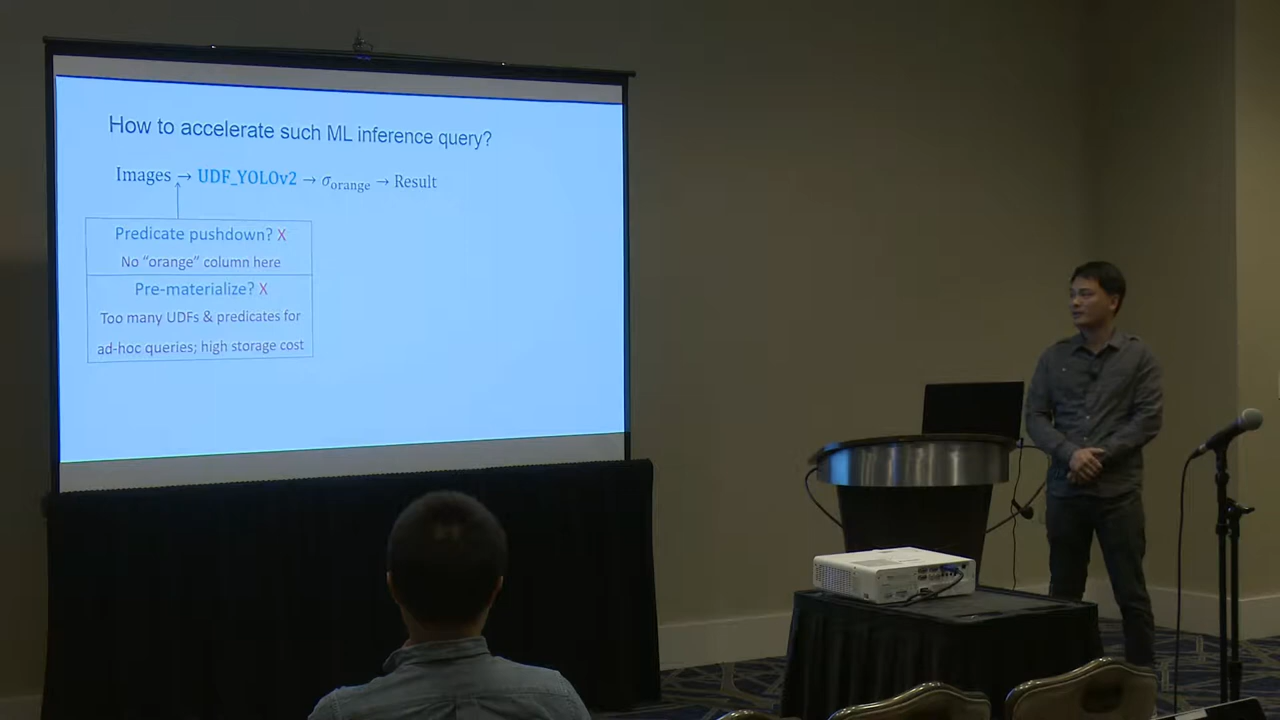 How to accelerate such ML inference query?
Images → UDF_YOLOv2 → σorange → Result
Predicate pushdown? X
No “orange” column here
Pre-materialize? X
Too many UDFs & predicates for
ad-hoc queries; high storage cost